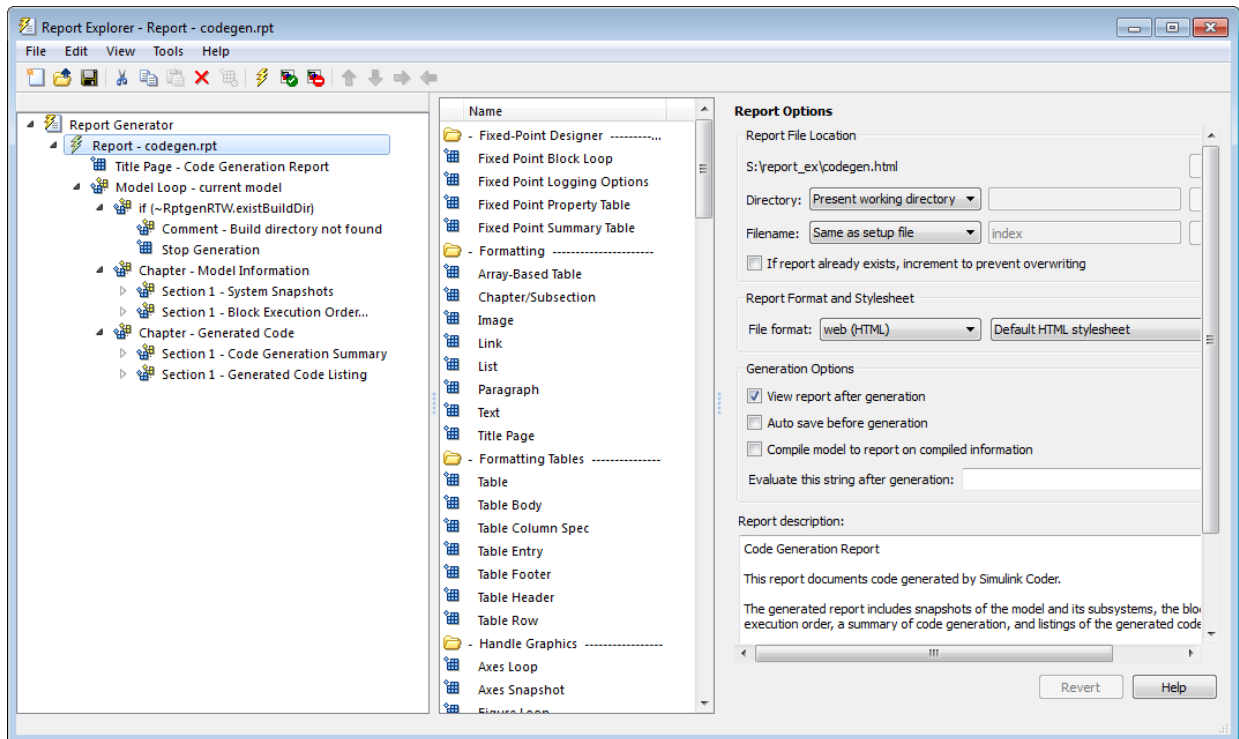 Report Explorer - Report - codegen.rpt
File Edit View Tools Help
Report Generator
Report - codegen.rpt
Title Page - Code Generation Report
Model Loop - current model
if (~RptgenRTW.existBuildDir)
Comment - Build directory not found
Stop Generation
Chapter - Model Information
Section 1 - System Snapshots
Section 1 - Block Execution Order...
Chapter - Generated Code
Section 1 - Code Generation Summary
Section 1 - Generated Code Listing
Name
- Fixed-Point Designer ---------...
Fixed Point Block Loop
Fixed Point Logging Options
Fixed Point Property Table
Fixed Point Summary Table
- Formatting ----------------------
Array-Based Table
Chapter/Subsection
Image
Link
List
Paragraph
Text
Title Page
- Formatting Tables ---------------
Table
Table Body
Table Column Spec
Table Entry
Table Footer
Table Header
Table Row
- Handle Graphics -----------------
Axes Loop
Axes Snapshot
Figure Loop
Report Options
Report File Location
S:\report_ex\codegen.html
Directory: Present working directory
Filename: Same as setup file index
If report already exists, increment to prevent overwriting
Report Format and Stylesheet
File format: web (HTML) Default HTML stylesheet
Generation Options
View report after generation
Auto save before generation
Compile model to report on compiled information
Evaluate this string after generation:
Report description:
Code Generation Report
This report documents code generated by Simulink Coder.
The generated report includes snapshots of the model and its subsystems, the blo
execution order, a summary of code generation, and listings of the generated code
Revert Help